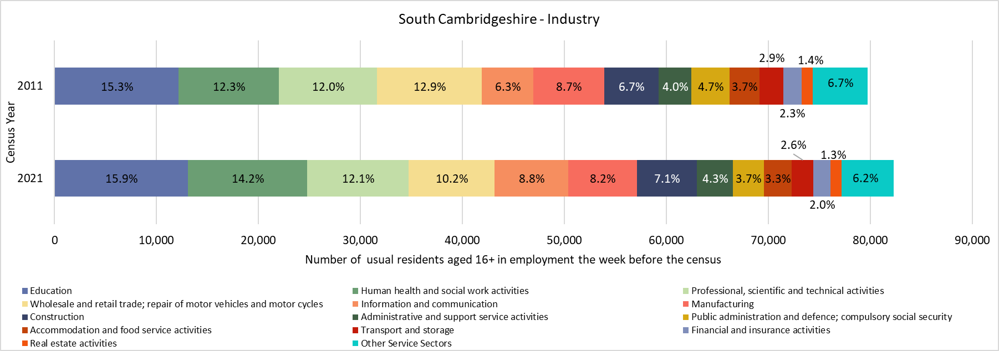 South Cambridgeshire - Industry
2.9% 1.4%
2011 15.3% 12.3% 12.0% 12.9% 6.3% 8.7% 6.7% 4.0% 4.7% 3.7% 6.7%
2.3%
Census Year
2.6%
1.3%
2021 15.9% 14.2% 12.1% 10.2% 8.8% 8.2% 7.1% 4.3% 3.7% 3.3% 6.2%
2.0%
0 10,000 20,000 30,000 40,000 50,000 60,000 70,000 80,000 90,000
Number of usual residents aged 16+ in employment the week before the census
Education Human health and social work activities Professional, scientific and technical activities
Wholesale and retail trade; repair of motor vehicles and motor cycles Information and communication Manufacturing
Construction Administrative and support service activities Public administration and defence; compulsory social security
Accommodation and food service activities Transport and storage Financial and insurance activities
Real estate activities Other Service Sectors